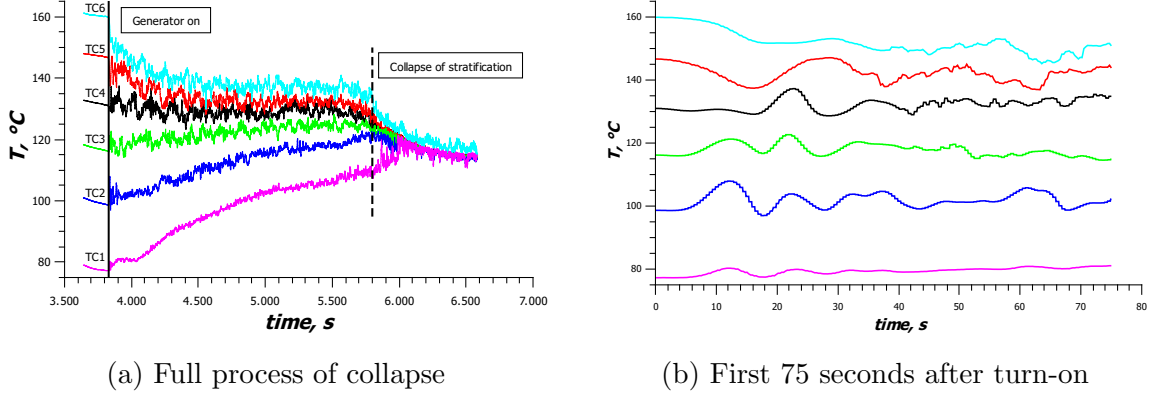 160
140
120
100
80
T, °C
TC6
TC5
TC4
TC3
TC2
TC1
Generator on
Collapse of stratification
3.500 4.000 4.500 5.000 5.500 6.000 6.500 7.000
time, s
(a) Full process of collapse
160
140
120
100
80
T, °C
0 10 20 30 40 50 60 70 80
time, s
(b) First 75 seconds after turn-on